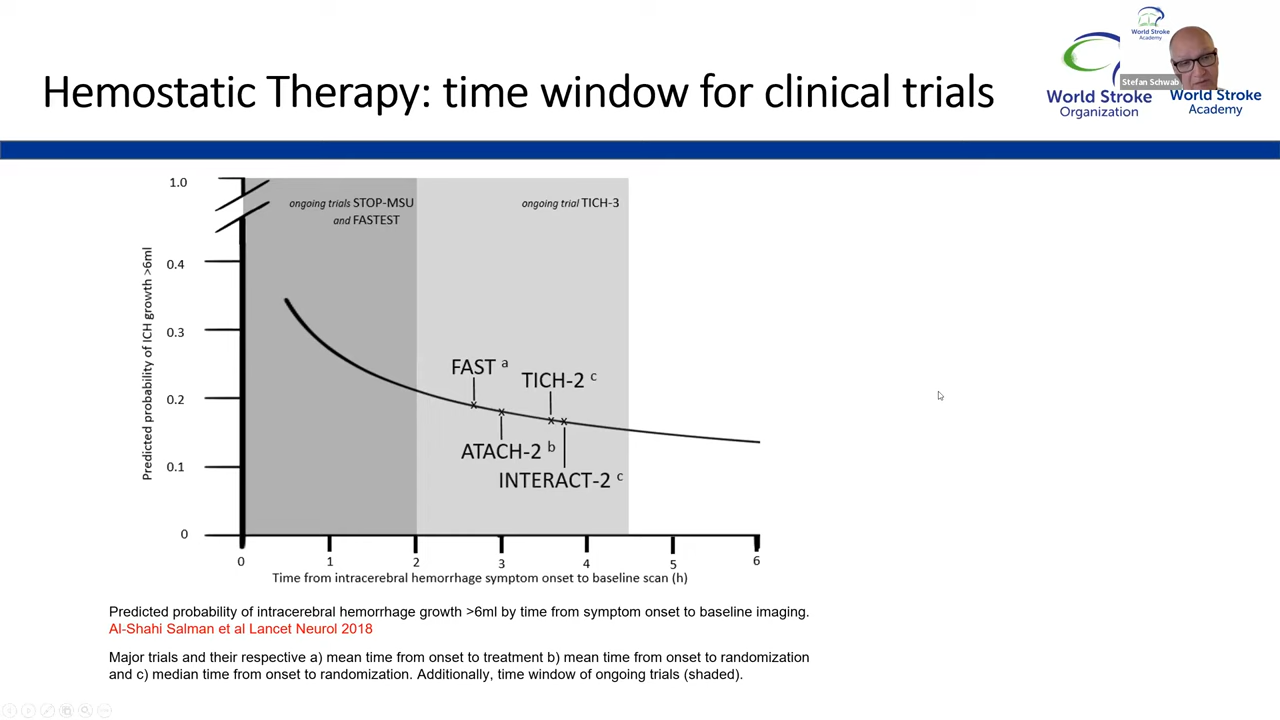 World Stroke
Academy
Stefan Schwab
Hemostatic Therapy: time window for clinical trials
World Stroke
Organization
World Stroke
Academy
1.0
ongoing trials STOP-MSU
and FASTEST
ongoing trial TICH-3
Predicted probability of ICH growth >6ml
0.4
0.3
0.2
0.1
0
FAST a
TICH-2 c
ATACH-2 b
INTERACT-2 c
0 1 2 3 4 5 6
Time from intracerebral hemorrhage symptom onset to baseline scan (h)
Predicted probability of intracerebral hemorrhage growth >6ml by time from symptom onset to baseline imaging.
Al-Shahi Salman et al Lancet Neurol 2018
Major trials and their respective a) mean time from onset to treatment b) mean time from onset to randomization
and c) median time from onset to randomization. Additionally, time window of ongoing trials (shaded).